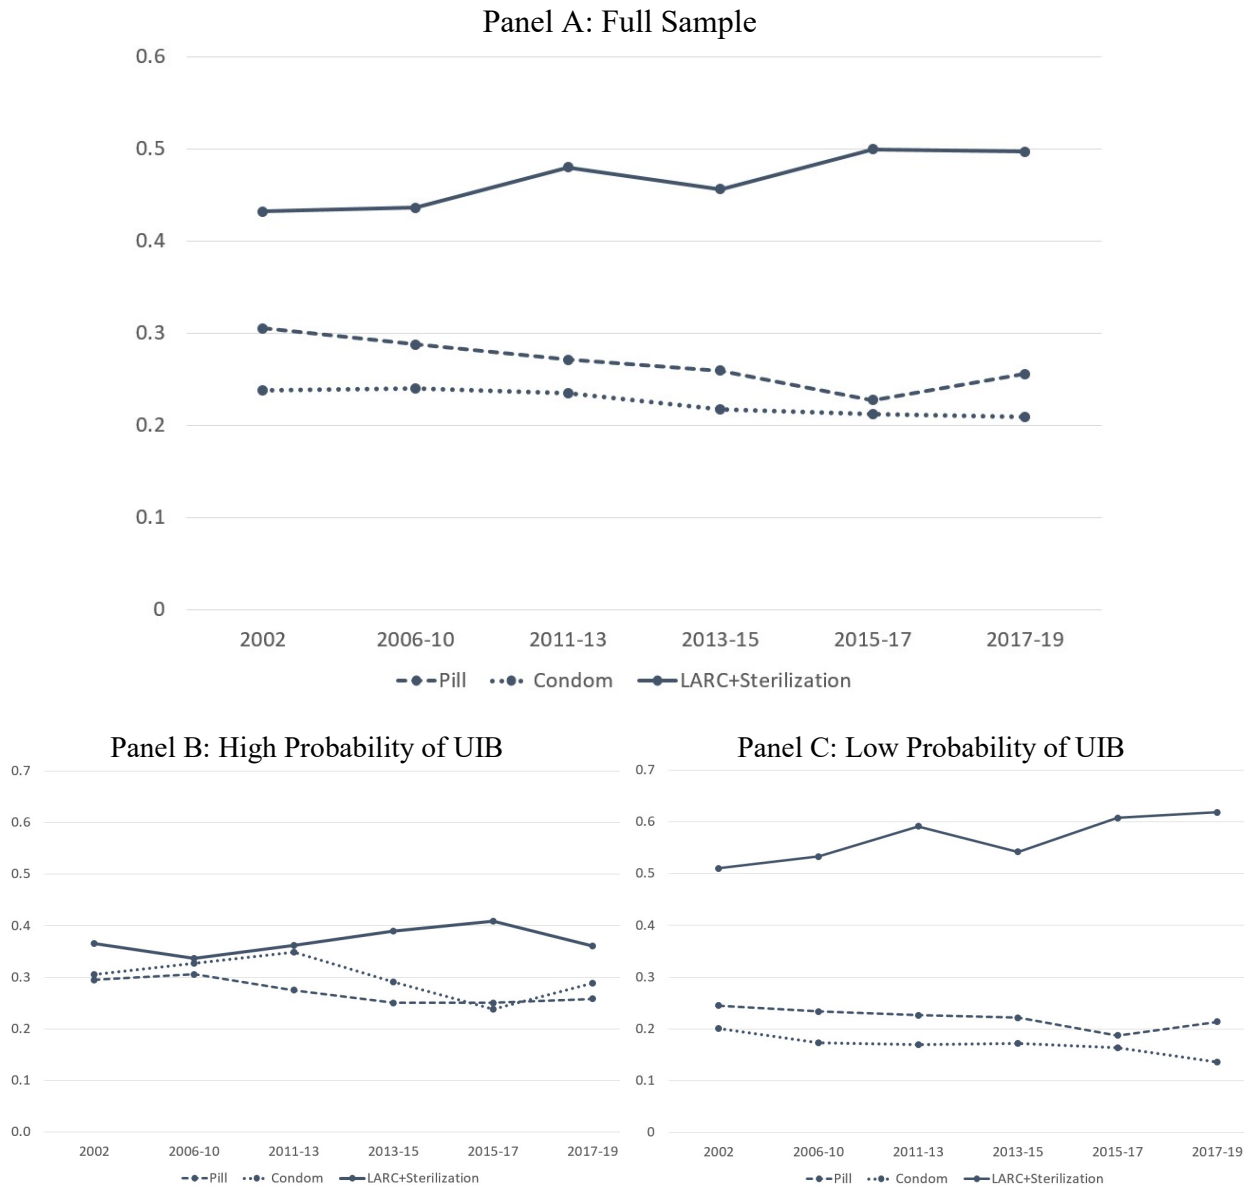 Panel A: Full Sample
0.6
0.5
0.4
0.3
0.2
0.1
0
2002 2006-10 2011-13 2013-15 2015-17 2017-19
Pill Condom LARC+Sterilization
Panel B: High Probability of UIB
0.7
0.6
0.5
0.4
0.3
0.2
0.1
0.0
2002 2006-10 2011-13 2013-15 2015-17 2017-19
Pill Condom LARC+Sterilization
Panel C: Low Probability of UIB
0.7
0.6
0.5
0.4
0.3
0.2
0.1
0
2002 2006-10 2011-13 2013-15 2015-17 2017-19
Pill Condom LARC+Sterilization